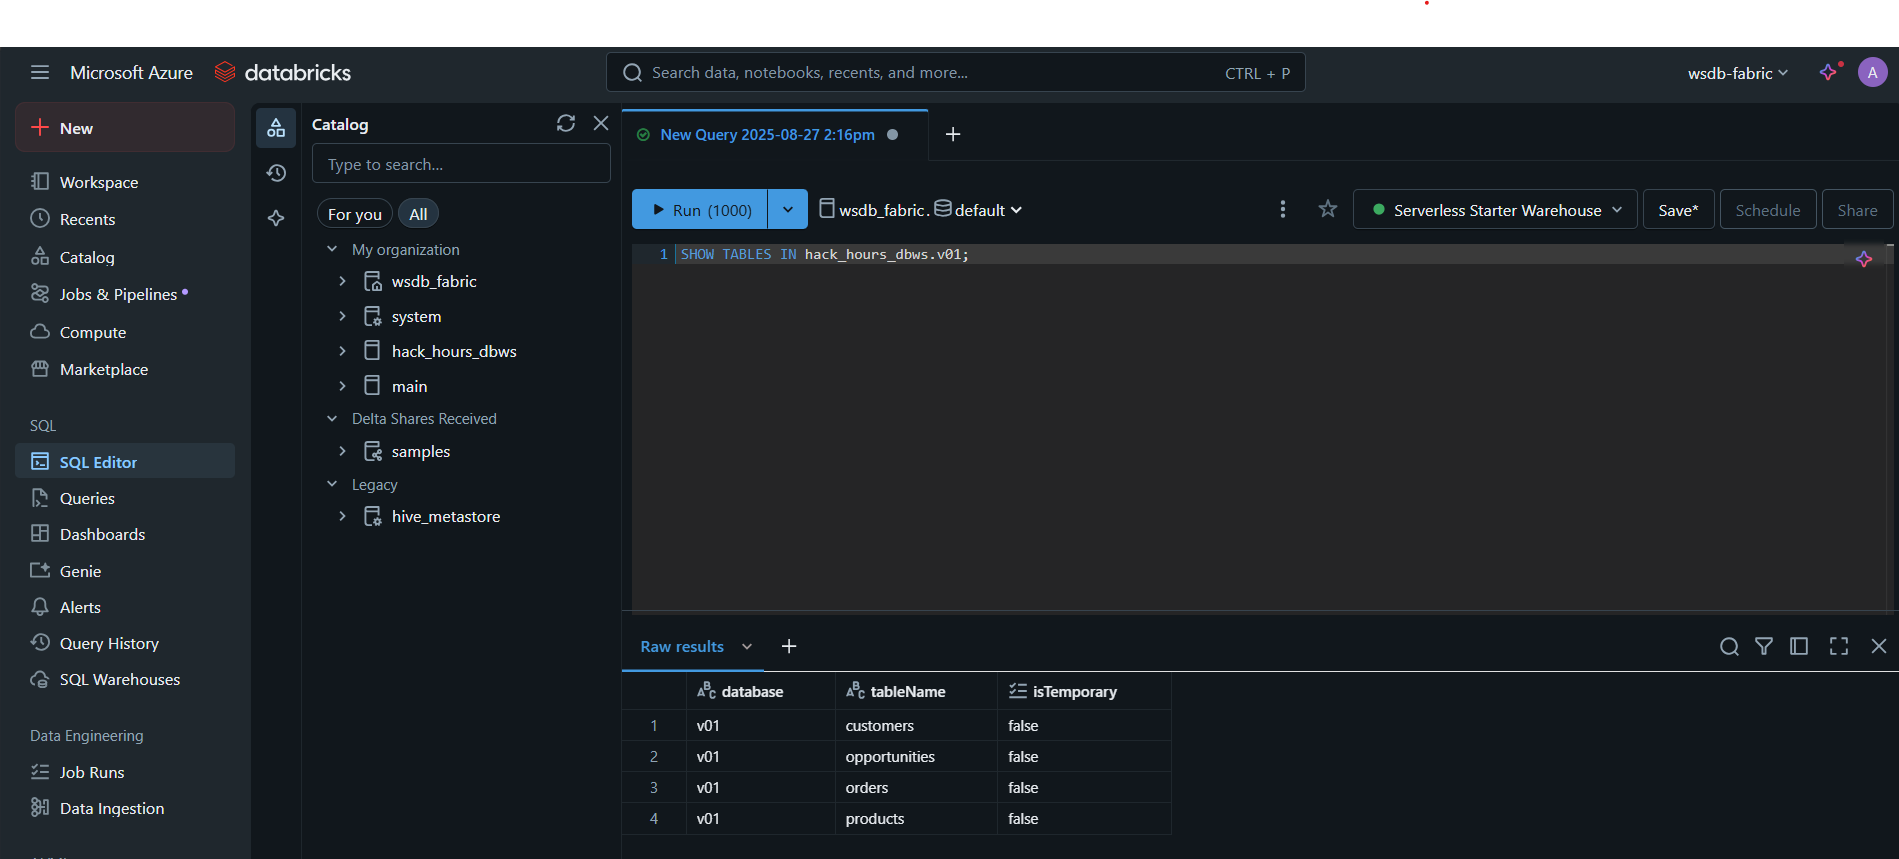 Microsoft Azure databricks
Search data, notebooks, recents, and more... CTRL + P
wsdb-fabric
A
New
Workspace
Recents
Catalog
Jobs & Pipelines
Compute
Marketplace
SQL
SQL Editor
Queries
Dashboards
Genie
Alerts
Query History
SQL Warehouses
Data Engineering
Job Runs
Data Ingestion
Catalog
Type to search...
For you All
My organization
wsdb_fabric
system
hack_hours_dbws
main
Delta Shares Received
samples
Legacy
hive_metastore
New Query 2025-08-27 2:16pm
Run (1000)
wsdb_fabric. default
Serverless Starter Warehouse
Save*
Schedule
Share
1 SHOW TABLES IN hack_hours_dbws.v01;
Raw results
database tableName isTemporary
1 v01 customers false
2 v01 opportunities false
3 v01 orders false
4 v01 products false